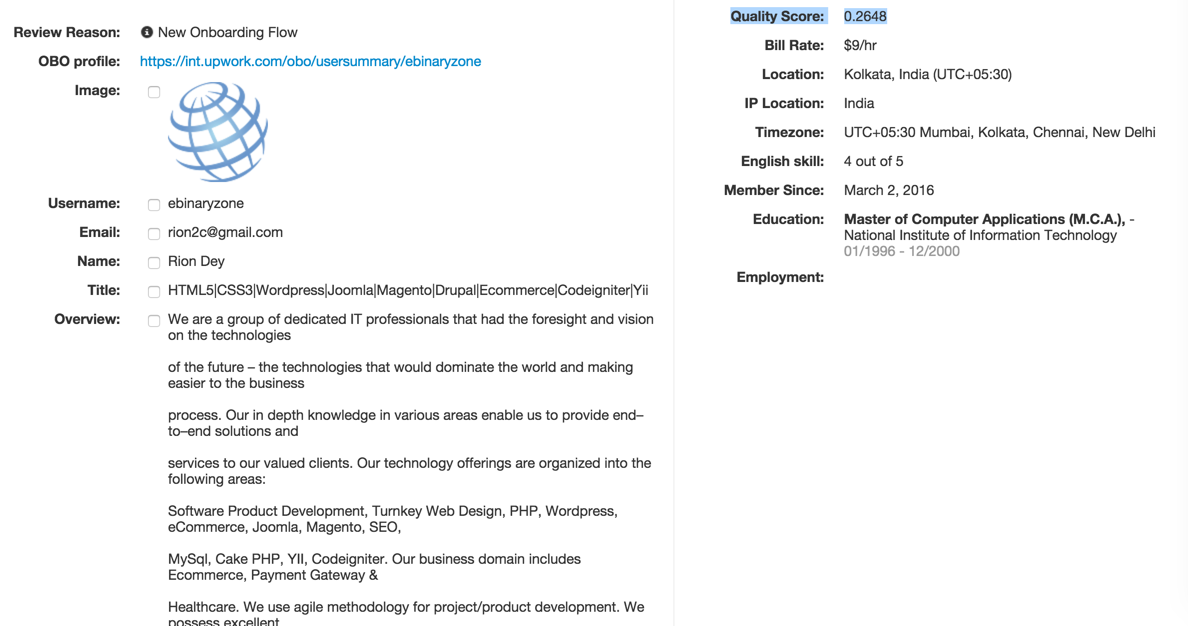 Review Reason: New Onboarding Flow
OBO profile: https://int.upwork.com/obo/usersummary/ebinaryzone
Image:
Username: ebinaryzone
Email: rion2c@gmail.com
Name: Rion Dey
Title: HTML5|CSS3|Wordpress|Joomla|Magento|Drupal|Ecommerce|Codeigniter|Yii
Overview: We are a group of dedicated IT professionals that had the foresight and vision
on the technologies
of the future – the technologies that would dominate the world and making
easier to the business
process. Our in depth knowledge in various areas enable us to provide end–
to–end solutions and
services to our valued clients. Our technology offerings are organized into the
following areas:
Software Product Development, Turnkey Web Design, PHP, Wordpress,
eCommerce, Joomla, Magento, SEO,
MySql, Cake PHP, YII, Codeigniter. Our business domain includes
Ecommerce, Payment Gateway &
Healthcare. We use agile methodology for project/product development. We
possess excellent
Quality Score: 0.2648
Bill Rate: $9/hr
Location: Kolkata, India (UTC+05:30)
IP Location: India
Timezone: UTC+05:30 Mumbai, Kolkata, Chennai, New Delhi
English skill: 4 out of 5
Member Since: March 2, 2016
Education: Master of Computer Applications (M.C.A.), -
National Institute of Information Technology
01/1996 - 12/2000
Employment: